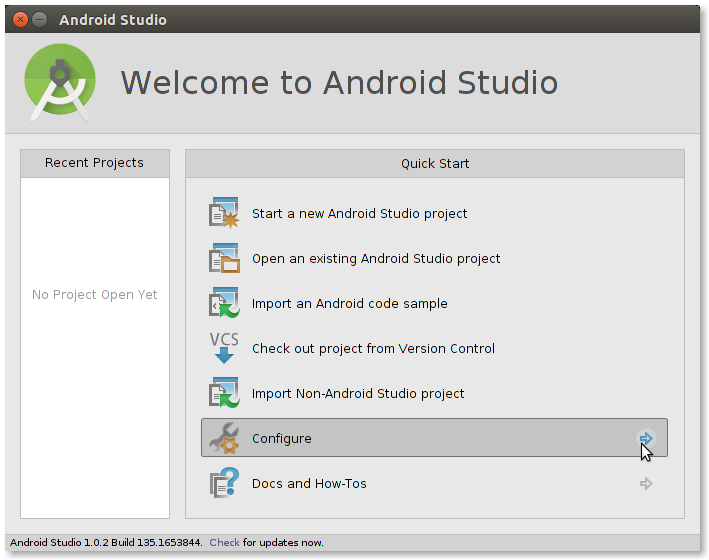 Android Studio
Welcome to Android Studio
Recent Projects
No Project Open Yet
Quick Start
Start a new Android Studio project
Open an existing Android Studio project
Import an Android code sample
VCS
Check out project from Version Control
Import Non-Android Studio project
Configure
Docs and How-Tos
Android Studio 1.0.2 Build 135.1653844. Check for updates now.